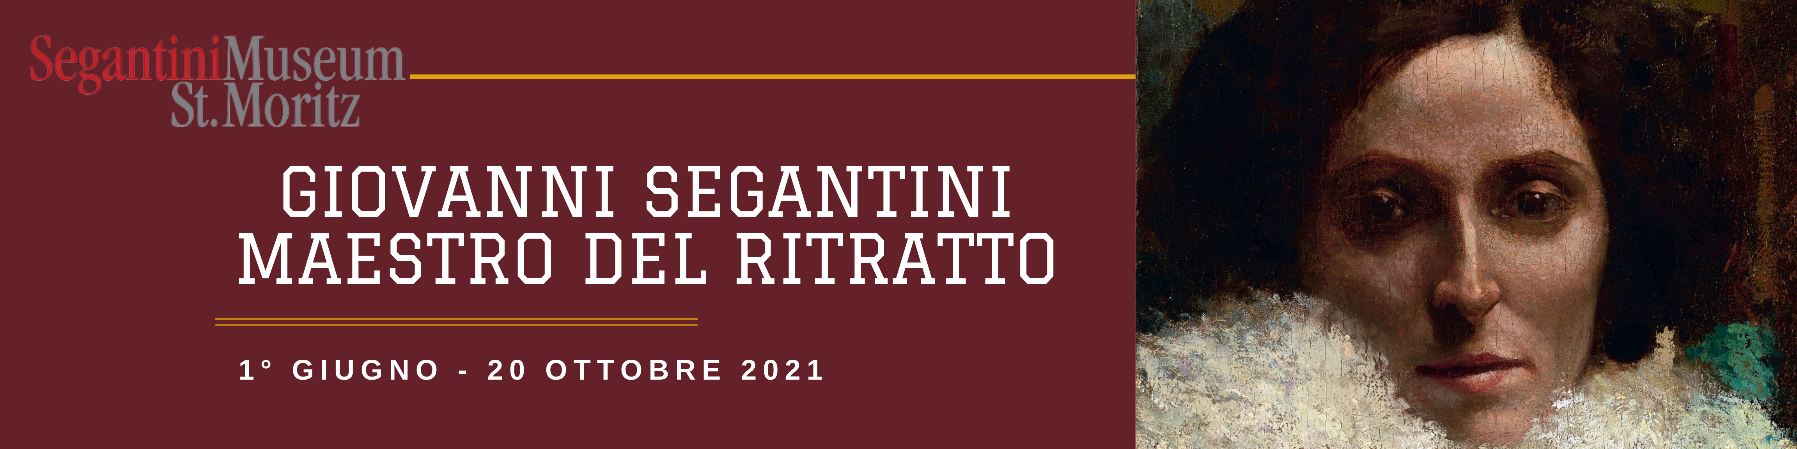 SegantiniMuseum
St.Moritz
GIOVANNI SEGANTINI
MAESTRO DEL RITRATTO
1° GIUGNO - 20 OTTOBRE 2021